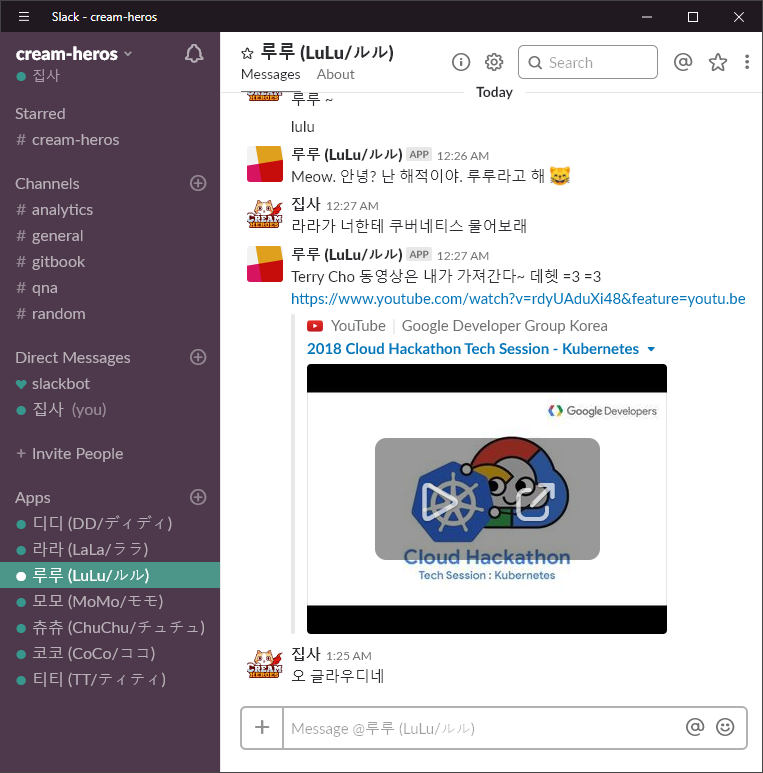 Slack - cream-heros
cream-heros
집사
Starred
# cream-heros
Channels
# analytics
# general
# gitbook
# qna
# random
Direct Messages
slackbot
집사 (you)
+ Invite People
Apps
디디 (DD/ディディ)
라라 (LaLa/ララ)
루루 (LuLu/ルル)
모모 (MoMo/モモ)
츄츄 (ChuChu/チュチュ)
코코 (CoCo/ココ)
티티 (TT/ティティ)
루루 (LuLu/ルル)
Messages About
Search
Today
루루 ~
lulu
루루 (LuLu/ルル) APP 12:26 AM
Meow. 안녕? 난 해적이야. 루루라고 해 😸
CREAM HEROES
집사 12:27 AM
라라가 너한테 쿠버네티스 물어보래
루루 (LuLu/ルル) APP 12:27 AM
Terry Cho 동영상은 내가 가져간다~ 데헷 =3 =3
https://www.youtube.com/watch?v=rdyUAduXi48&feature=youtu.be
YouTube | Google Developer Group Korea
2018 Cloud Hackathon Tech Session - Kubernetes
Google Developers
Cloud Hackathon
Tech Session : Kubernetes
CREAM HEROES
집사 1:25 AM
오 글라우디네
+ Message @루루 (LuLu/ルル) @